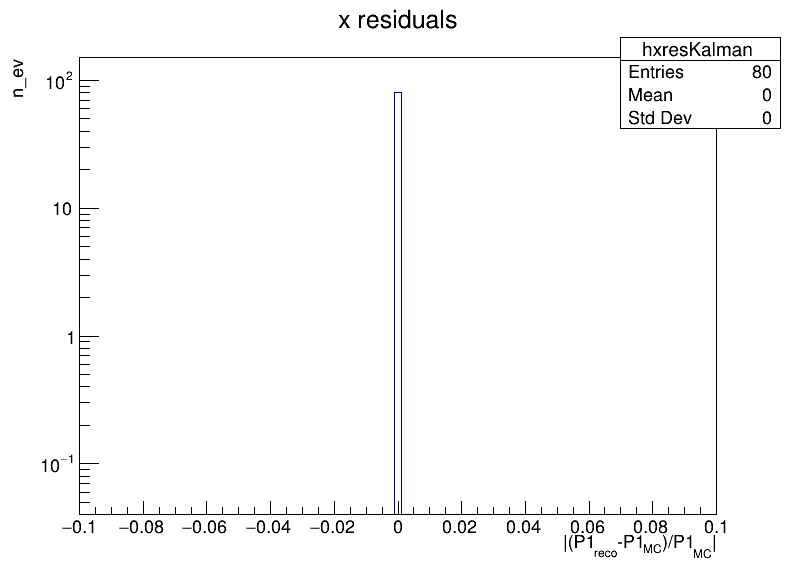 x residuals
hxresKalman
Entries 80
Mean 0
Std Dev 0
n_ev
10²
10
1
10⁻¹
−0.1 −0.08 −0.06 −0.04 −0.02 0 0.02 0.04 0.06 0.08 0.1
|(P1reco-P1MC)/P1MC|